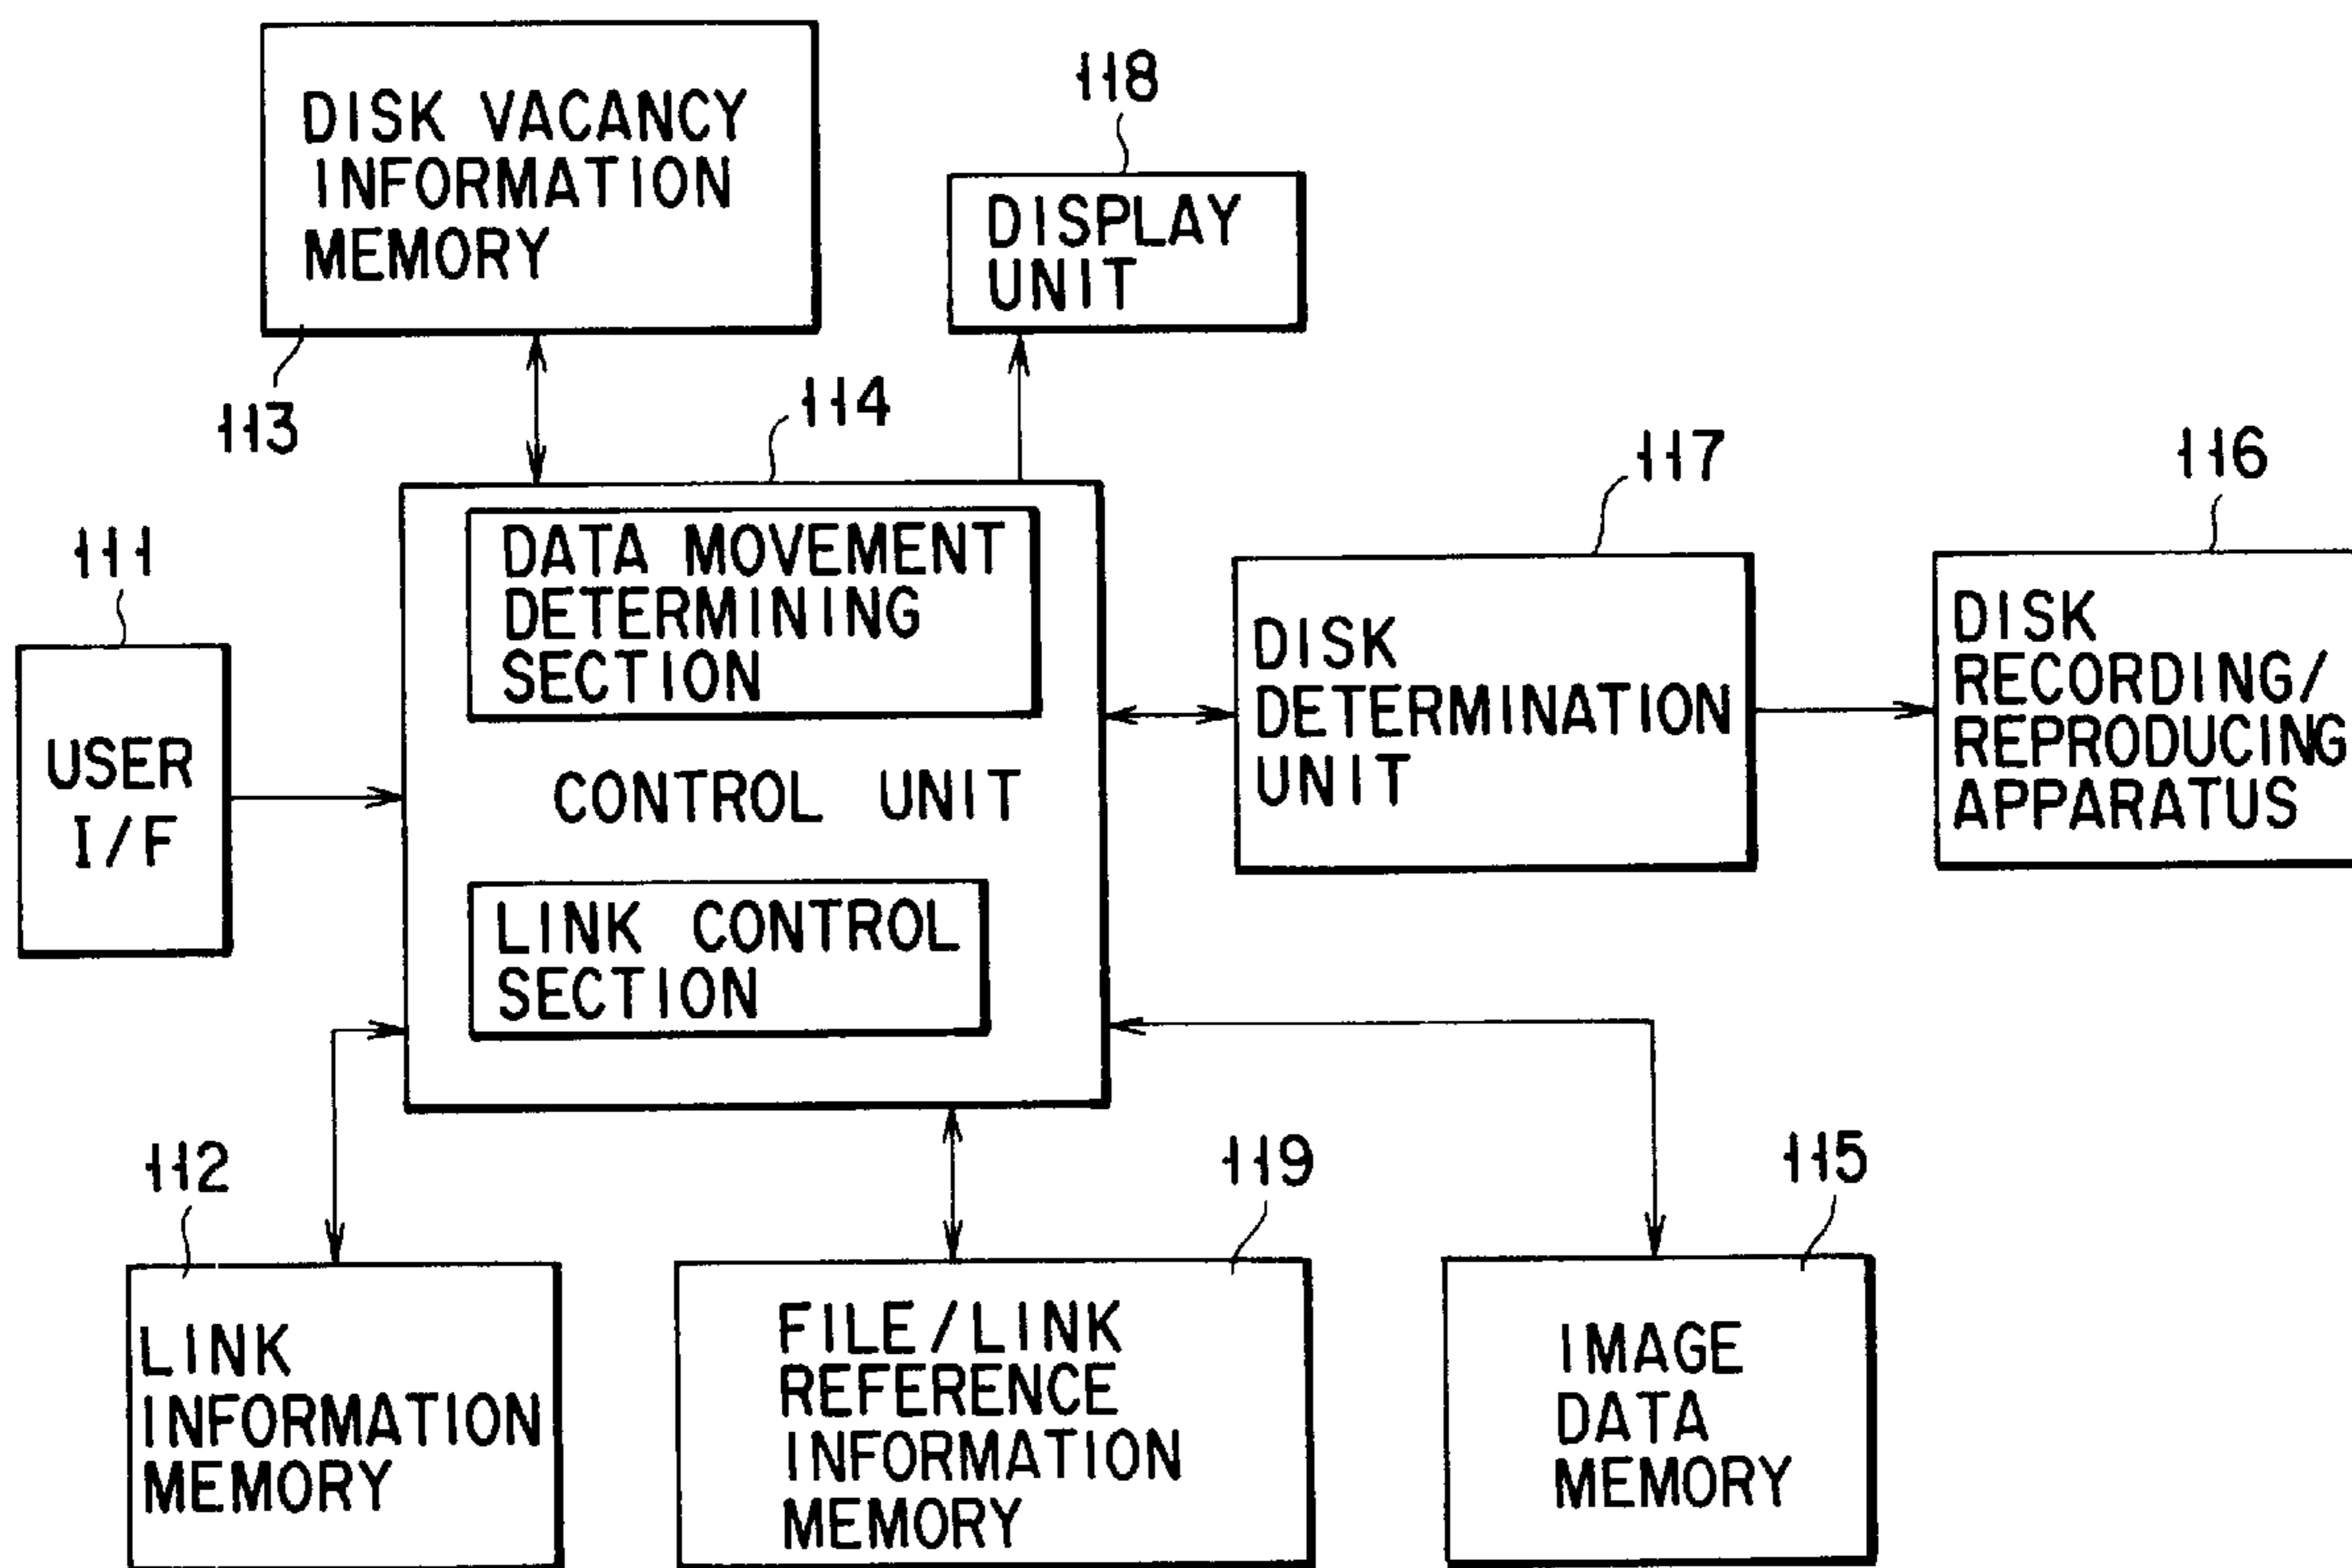 DISK VACANCY
INFORMATION
MEMORY
113
118
DISPLAY
UNIT
114
DATA MOVEMENT
DETERMINING
SECTION
CONTROL UNIT
LINK CONTROL
SECTION
111
USER
I/F
117
DISK
DETERMINATION
UNIT
116
DISK
RECORDING/
REPRODUCING
APPARATUS
112
LINK
INFORMATION
MEMORY
119
FILE/LINK
REFERENCE
INFORMATION
MEMORY
115
IMAGE
DATA
MEMORY